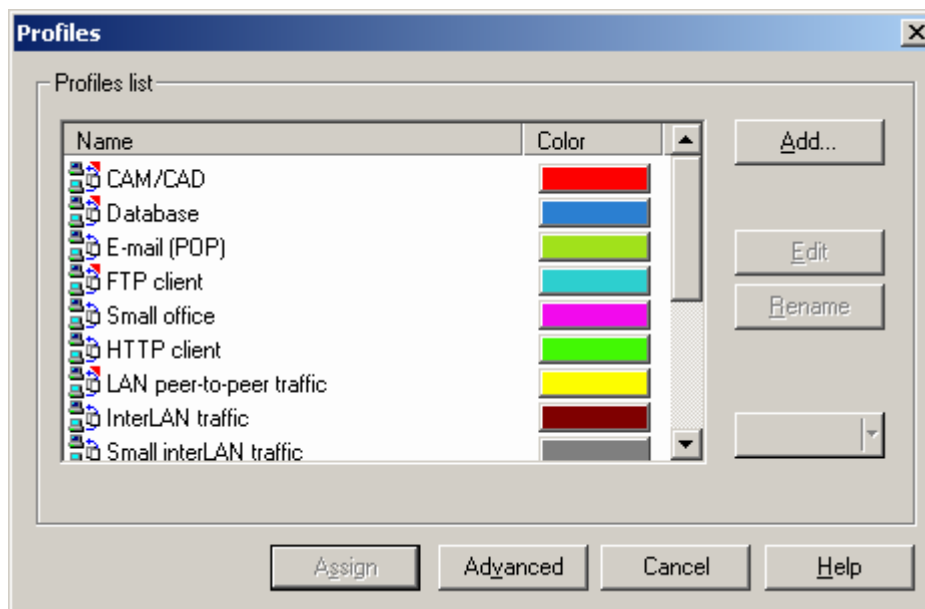 Profiles
Profiles list
Name Color
Add...
CAM/CAD
Database
E-mail (POP)
Edit
FTP client
Rename
Small office
HTTP client
LAN peer-to-peer traffic
InterLAN traffic
Small interLAN traffic
Assign Advanced Cancel Help